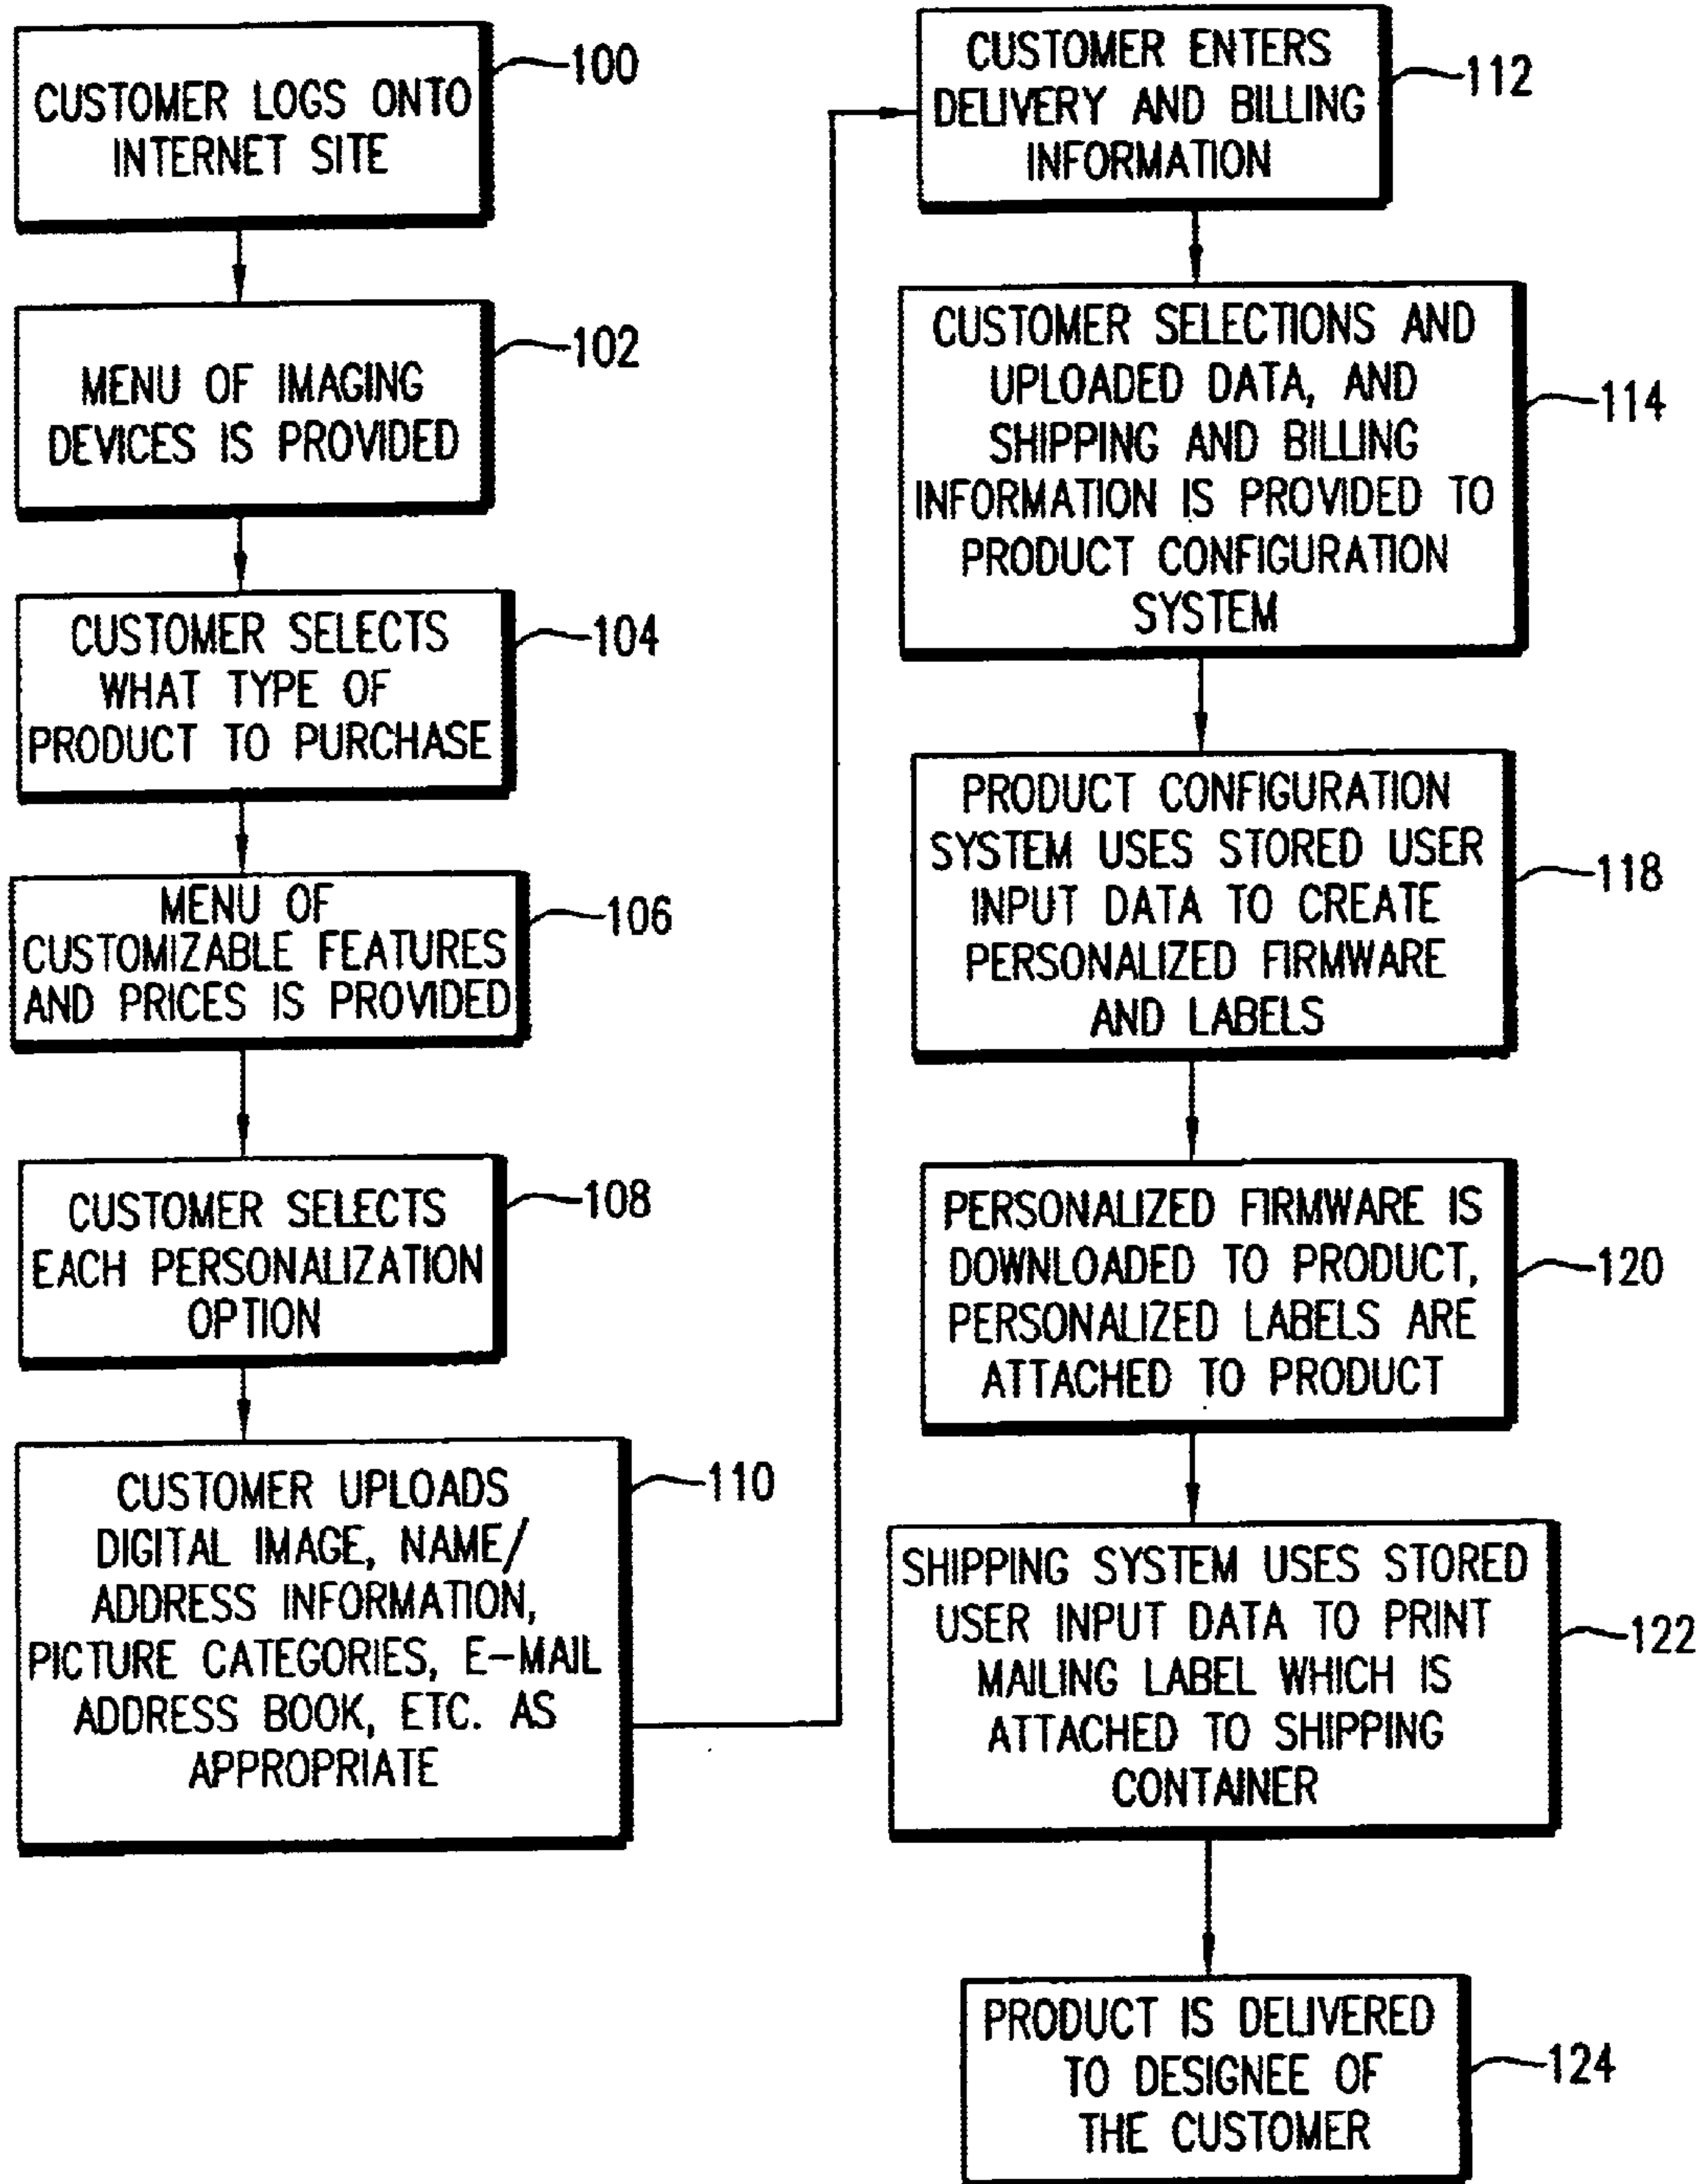 CUSTOMER LOGS ONTO
INTERNET SITE
100
MENU OF IMAGING
DEVICES IS PROVIDED
102
CUSTOMER SELECTS
WHAT TYPE OF
PRODUCT TO PURCHASE
104
MENU OF
CUSTOMIZABLE FEATURES
AND PRICES IS PROVIDED
106
CUSTOMER SELECTS
EACH PERSONALIZATION
OPTION
108
CUSTOMER UPLOADS
DIGITAL IMAGE, NAME/
ADDRESS INFORMATION,
PICTURE CATEGORIES, E-MAIL
ADDRESS BOOK, ETC. AS
APPROPRIATE
110
CUSTOMER ENTERS
DELIVERY AND BILLING
INFORMATION
112
CUSTOMER SELECTIONS AND
UPLOADED DATA, AND
SHIPPING AND BILLING
INFORMATION IS PROVIDED TO
PRODUCT CONFIGURATION
SYSTEM
114
PRODUCT CONFIGURATION
SYSTEM USES STORED USER
INPUT DATA TO CREATE
PERSONALIZED FIRMWARE
AND LABELS
118
PERSONALIZED FIRMWARE IS
DOWNLOADED TO PRODUCT,
PERSONALIZED LABELS ARE
ATTACHED TO PRODUCT
120
SHIPPING SYSTEM USES STORED
USER INPUT DATA TO PRINT
MAILING LABEL WHICH IS
ATTACHED TO SHIPPING
CONTAINER
122
PRODUCT IS DELIVERED
TO DESIGNEE OF
THE CUSTOMER
124